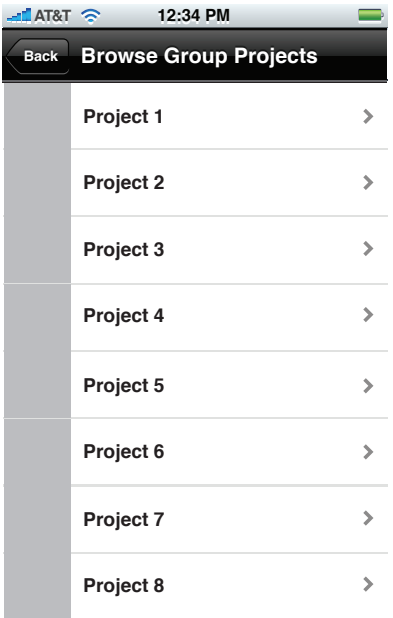 AT&T 12:34 PM
Back Browse Group Projects
Project 1
Project 2
Project 3
Project 4
Project 5
Project 6
Project 7
Project 8